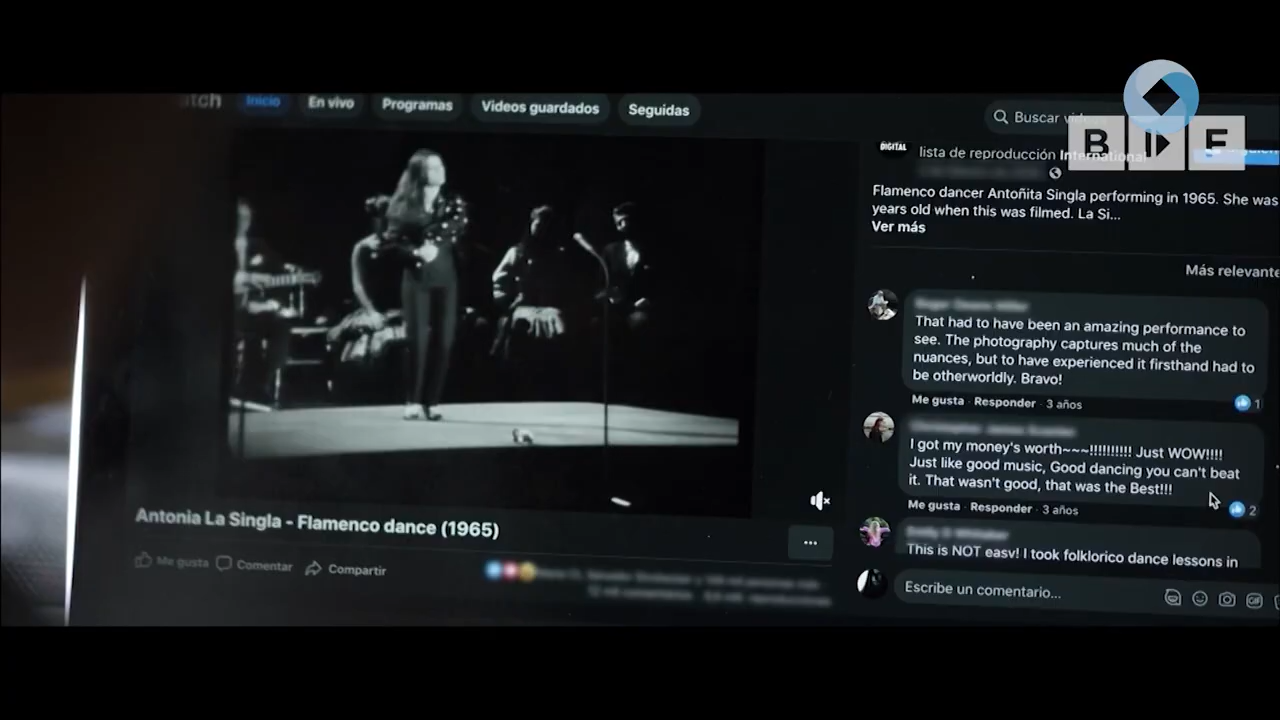 Inicio
En vivo
Programas
Videos guardados
Seguidas
Buscar
B E
DIGITAL
lista de reproducción International
Flamenco dancer Antoñita Singla performing in 1965. She was
years old when this was filmed. La Si...
Ver más
Más relevante
That had to have been an amazing performance to
see. The photography captures much of the
nuances, but to have experienced it firsthand had to
be otherworldly. Bravo!
Me gusta · Responder · 3 años
1
I got my money's worth~~~!!!!!!!!!! Just WOW!!!!
Just like good music, Good dancing you can't beat
it. That wasn't good, that was the Best!!!
Me gusta · Responder · 3 años
2
This is NOT easy! I took folklorico dance lessons in
Escribe un comentario...
GIF
Antonia La Singla - Flamenco dance (1965)
...
Me gusta
Comentar
Compartir